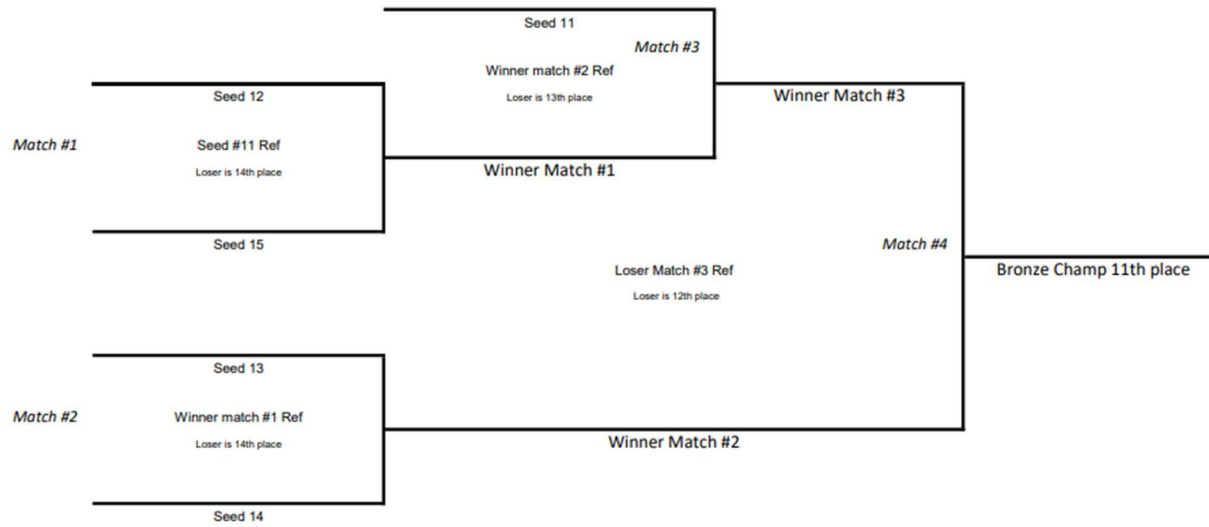 Seed 11
Match #3
Winner match #2 Ref
Loser is 13th place
Seed 12
Winner Match #3
Match #1
Seed #11 Ref
Loser is 14th place
Winner Match #1
Seed 15
Match #4
Loser Match #3 Ref
Bronze Champ 11th place
Loser is 12th place
Seed 13
Match #2
Winner match #1 Ref
Loser is 14th place
Winner Match #2
Seed 14